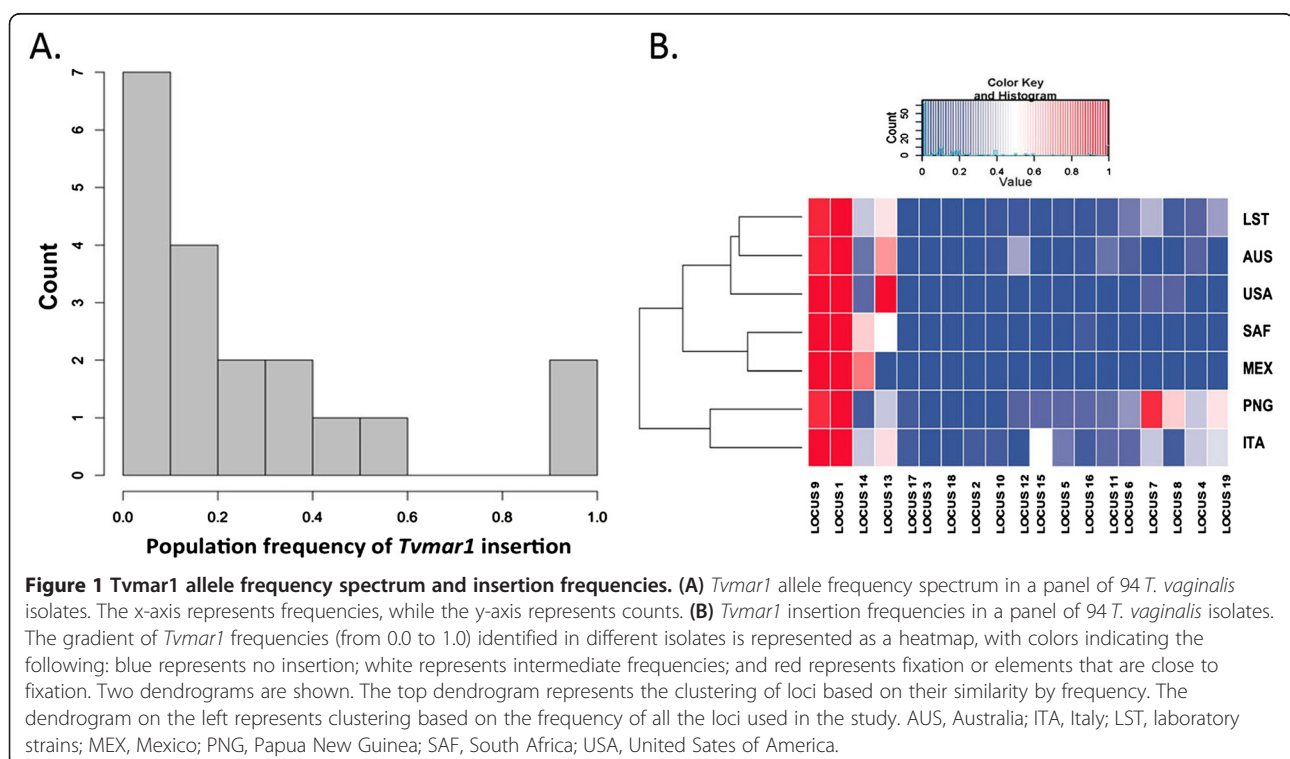 A.
B.
7
6
5
4
3
2
1
0
Count
0.0 0.2 0.4 0.6 0.8 1.0
Population frequency of Tvmar1 insertion
Color Key
and Histogram
Count
0 20 50
0 0.2 0.4 0.6 0.8 1
Value
LST
AUS
USA
SAF
MEX
PNG
ITA
LOCUS 9
LOCUS 1
LOCUS 14
LOCUS 13
LOCUS 17
LOCUS 3
LOCUS 18
LOCUS 2
LOCUS 10
LOCUS 12
LOCUS 15
LOCUS 5
LOCUS 16
LOCUS 11
LOCUS 6
LOCUS 7
LOCUS 8
LOCUS 4
LOCUS 19
Figure 1 Tvmar1 allele frequency spectrum and insertion frequencies. (A) Tvmar1 allele frequency spectrum in a panel of 94 T. vaginalis
isolates. The x-axis represents frequencies, while the y-axis represents counts. (B) Tvmar1 insertion frequencies in a panel of 94 T. vaginalis isolates.
The gradient of Tvmar1 frequencies (from 0.0 to 1.0) identified in different isolates is represented as a heatmap, with colors indicating the
following: blue represents no insertion; white represents intermediate frequencies; and red represents fixation or elements that are close to
fixation. Two dendrograms are shown. The top dendrogram represents the clustering of loci based on their similarity by frequency. The
dendrogram on the left represents clustering based on the frequency of all the loci used in the study. AUS, Australia; ITA, Italy; LST, laboratory
strains; MEX, Mexico; PNG, Papua New Guinea; SAF, South Africa; USA, United Sates of America.